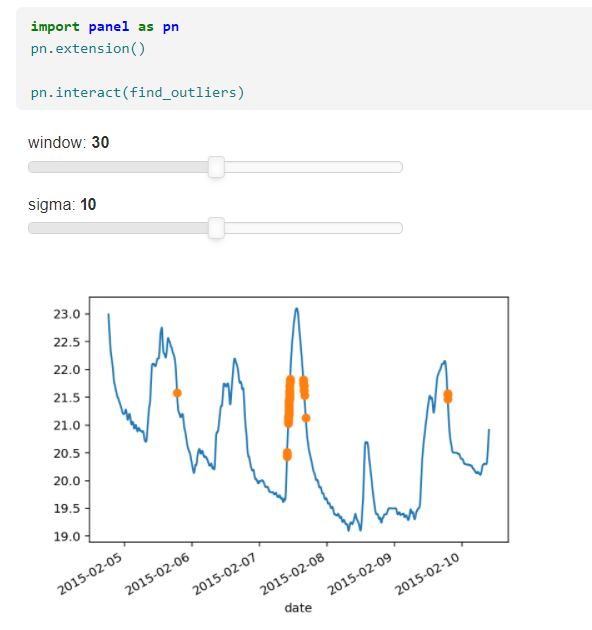 import panel as pn
pn.extension()
pn.interact(find_outliers)
window: 30
sigma: 10
23.0
22.5
22.0
21.5
21.0
20.5
20.0
19.5
19.0
2015-02-05
2015-02-06
2015-02-07
2015-02-08
2015-02-09
2015-02-10
date